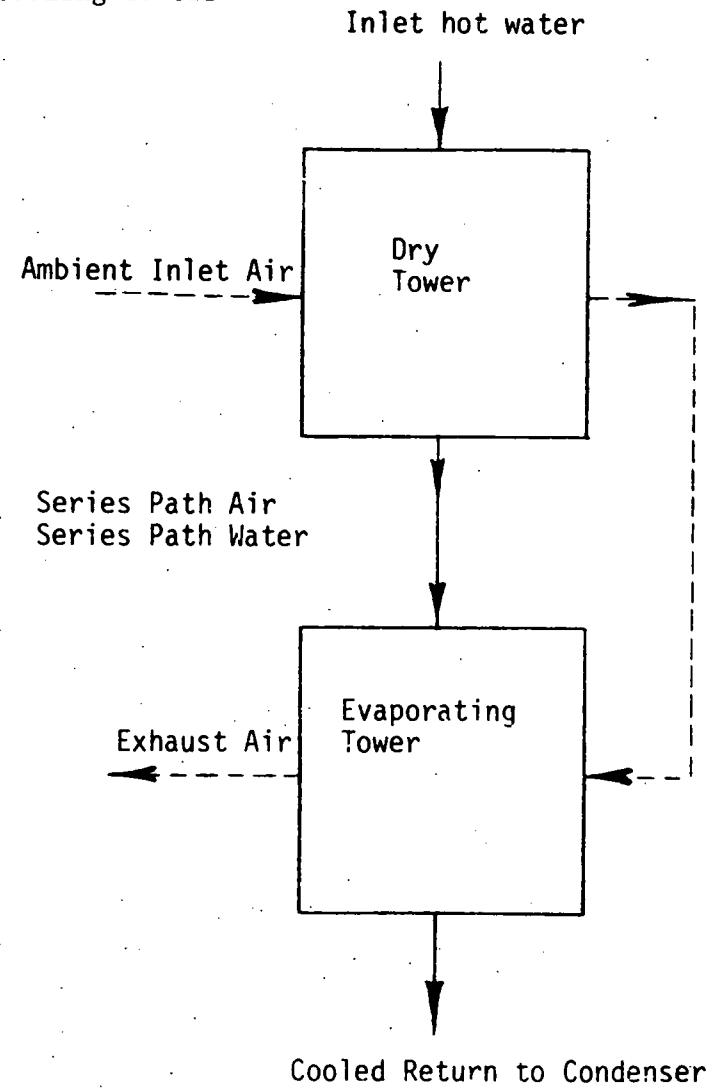 Inlet hot water
Dry
Tower
Ambient Inlet Air
Series Path Air
Series Path Water
Evaporating
Tower
Exhaust Air
Cooled Return to Condenser